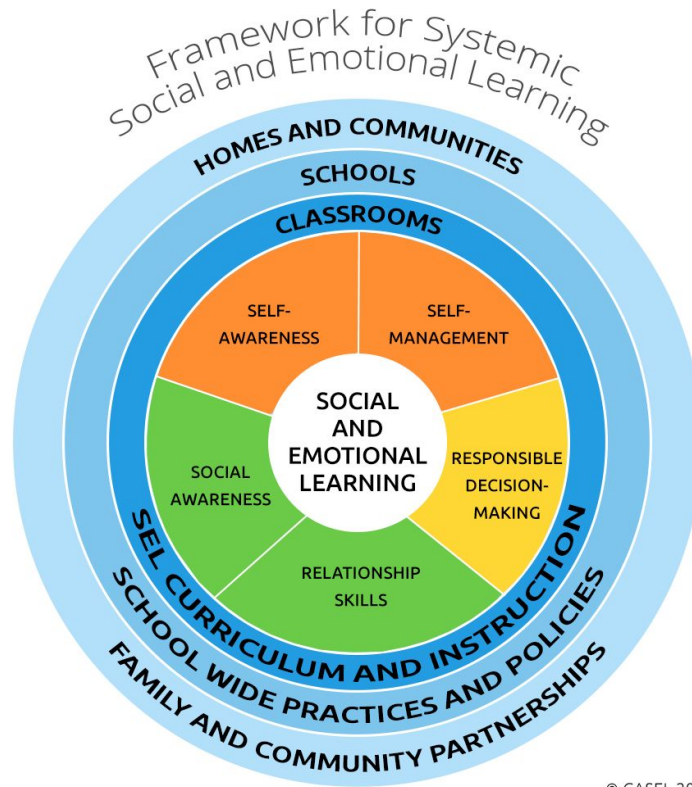 Framework for Systemic
Social and Emotional Learning
HOMES AND COMMUNITIES
SCHOOLS
CLASSROOMS
SELF-
AWARENESS
SELF-
MANAGEMENT
SOCIAL
AND
EMOTIONAL
LEARNING
SOCIAL
AWARENESS
RESPONSIBLE
DECISION-
MAKING
RELATIONSHIP
SKILLS
SEL CURRICULUM AND INSTRUCTION
SCHOOL WIDE PRACTICES AND POLICIES
FAMILY AND COMMUNITY PARTNERSHIPS
© CASEL